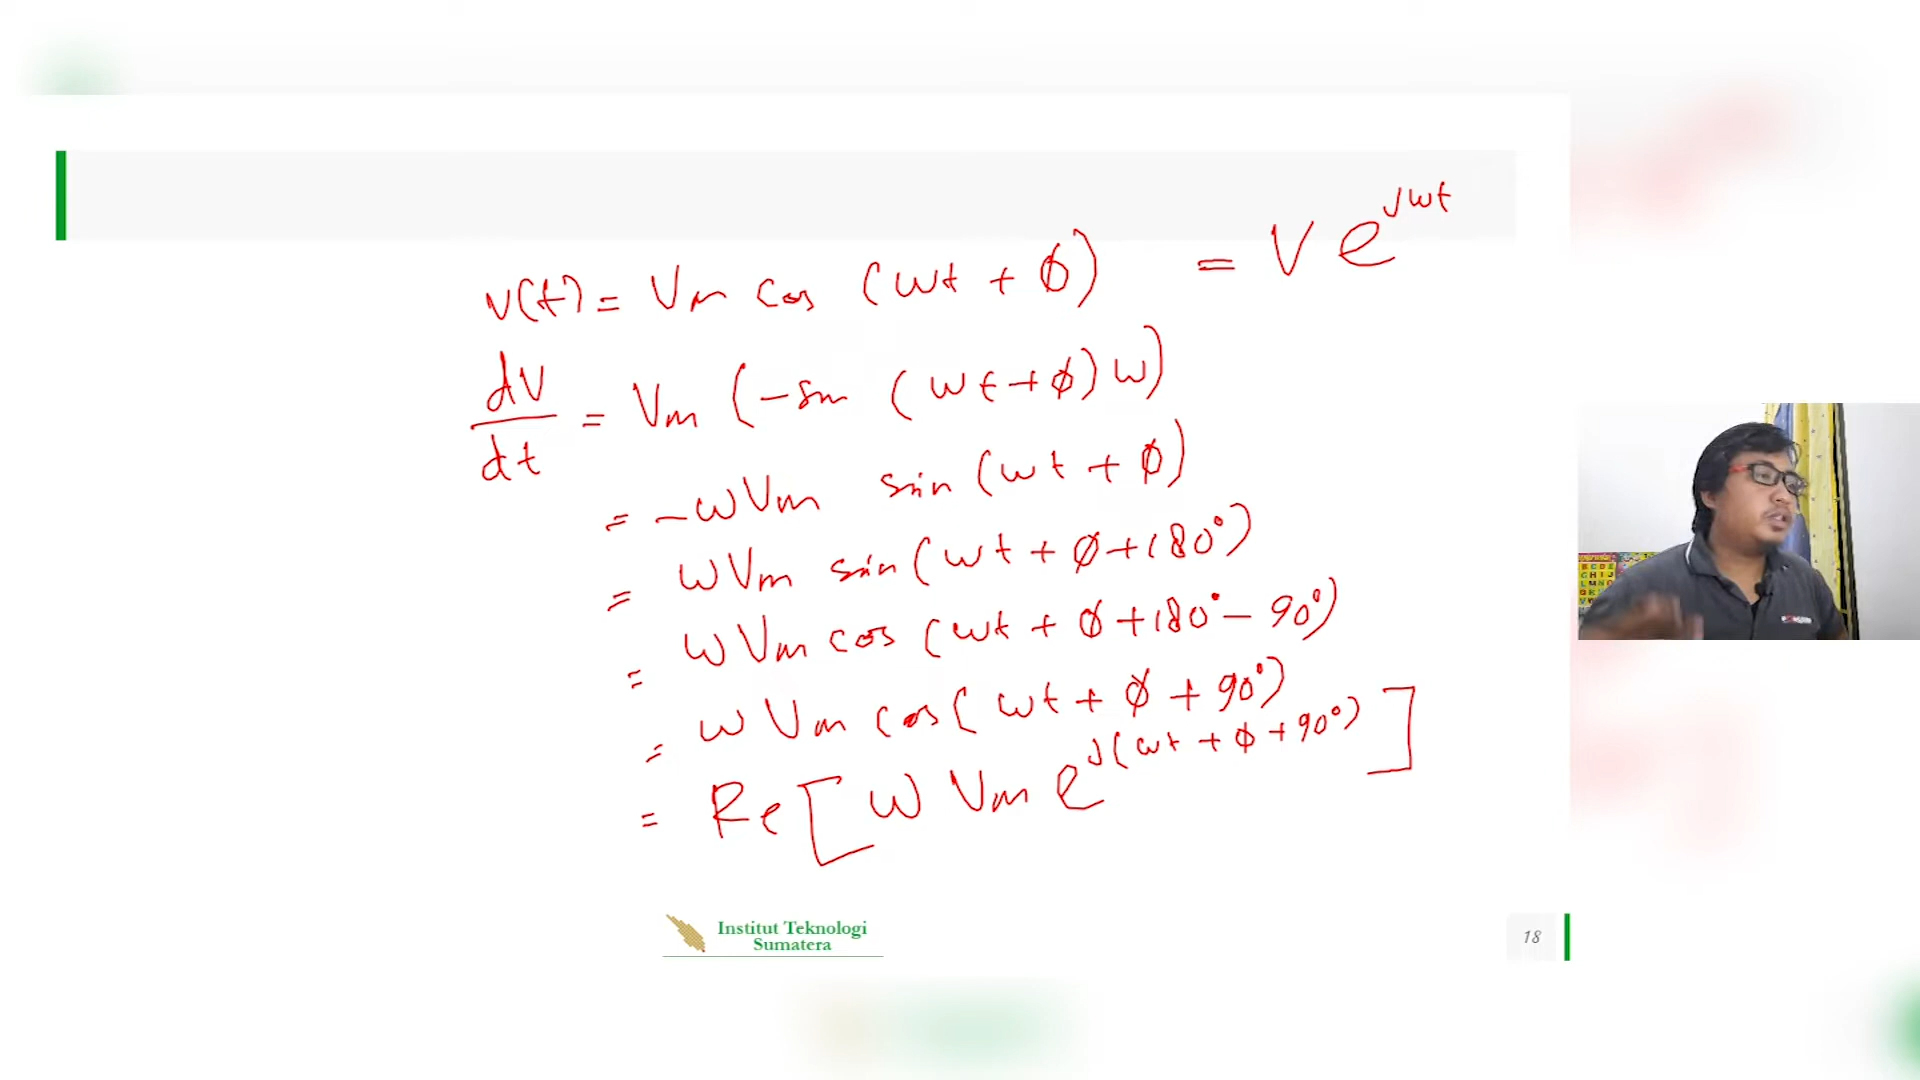 v(t) = Vm cos (ωt + φ) = V e^jωt
dv/dt = Vm (-sin (ωt + φ) ω)
= -ωVm sin (ωt + φ)
= ωVm sin (ωt + φ + 180°)
= ωVm cos (ωt + φ + 180° - 90°)
= ωVm cos (ωt + φ + 90°)
= Re [ω Vm e^j(ωt + φ + 90°)]
Institut Teknologi
Sumatera
18